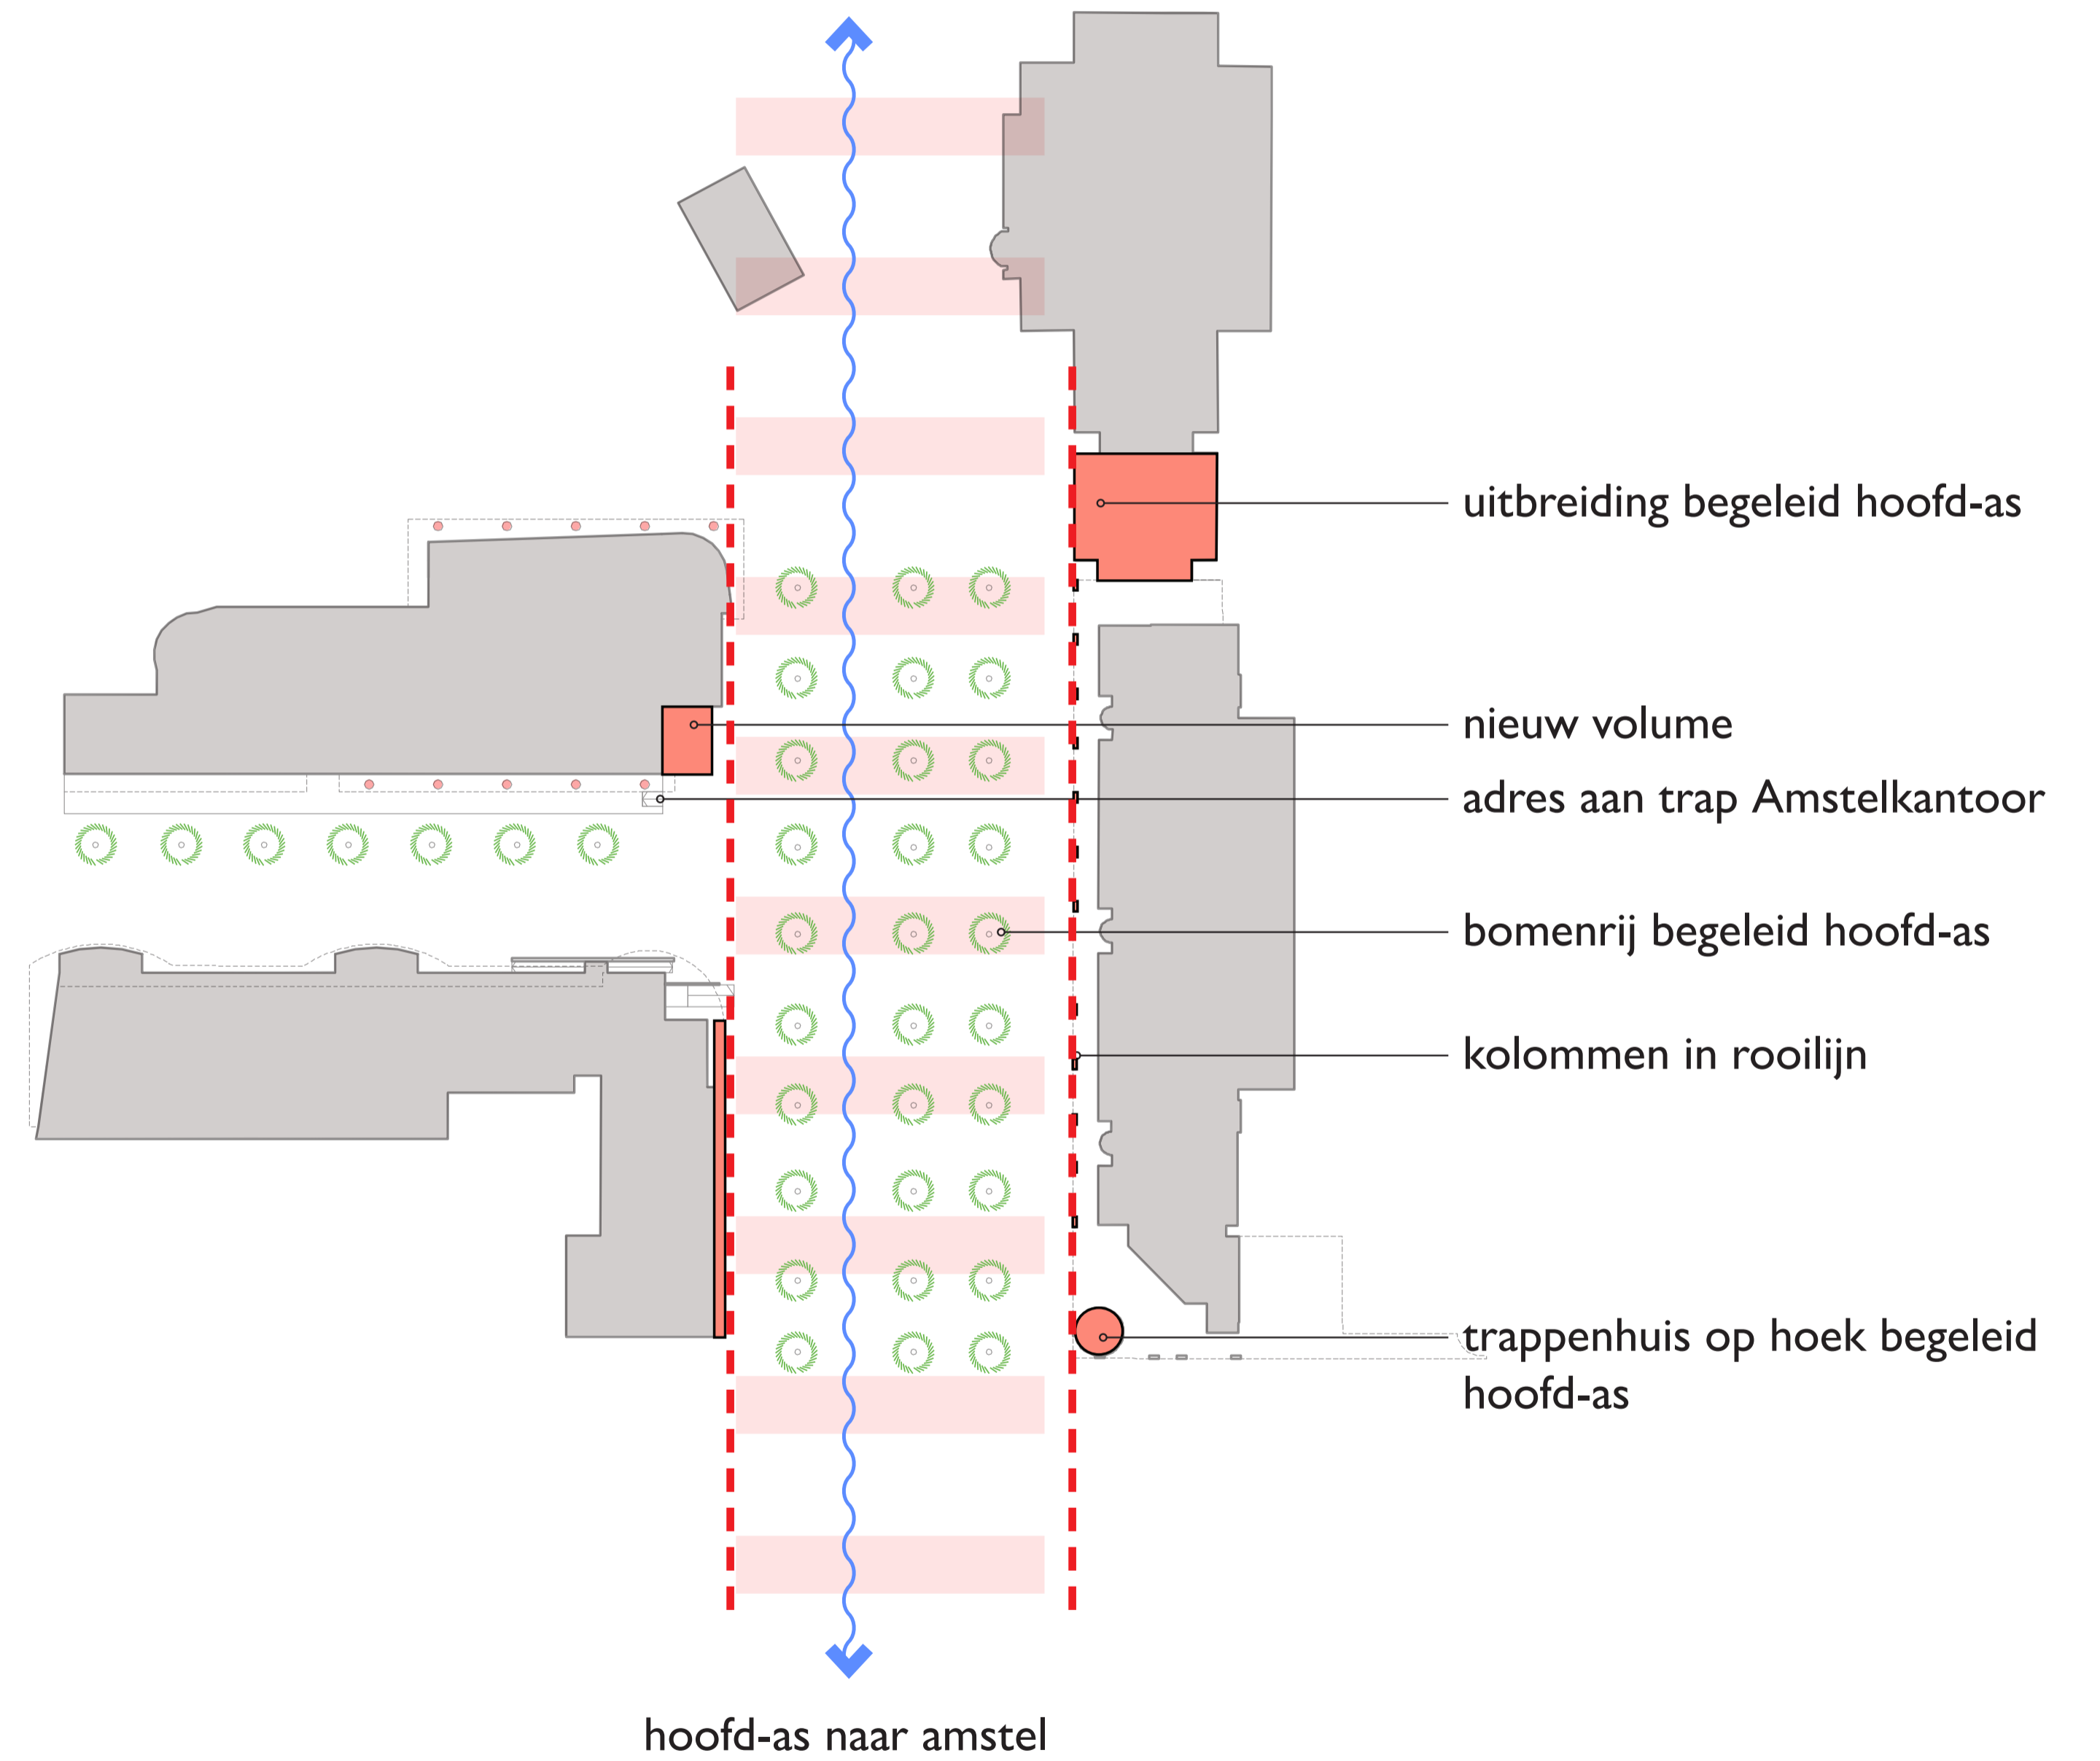 uitbreiding begeleid hoofd-as
nieuw volume
adres aan trap Amstelkantoor
bomenrij begeleid hoofd-as
kolommen in rooilijn
trappenhuis op hoek begeleid
hoofd-as
hoofd-as naar amstel